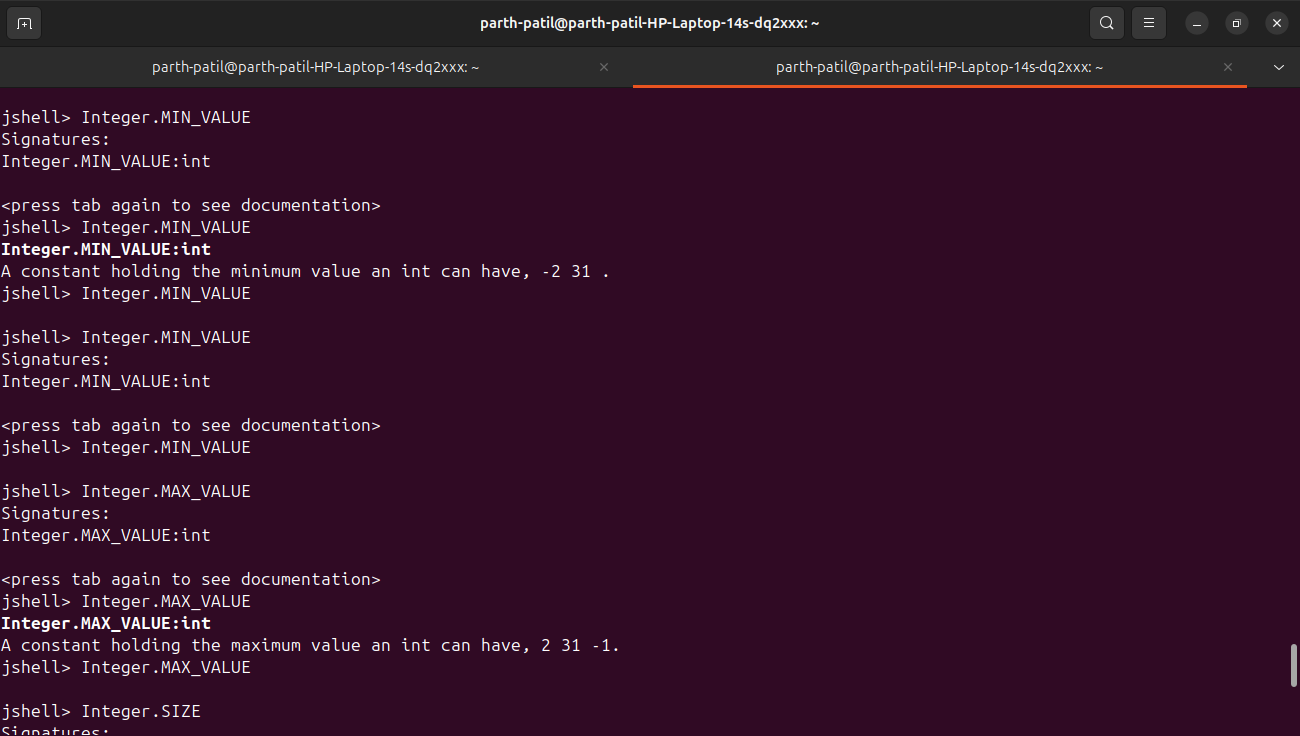 parth-patil@parth-patil-HP-Laptop-14s-dq2xxx: ~
parth-patil@parth-patil-HP-Laptop-14s-dq2xxx: ~
parth-patil@parth-patil-HP-Laptop-14s-dq2xxx: ~
jshell> Integer.MIN_VALUE
Signatures:
Integer.MIN_VALUE:int
<press tab again to see documentation>
jshell> Integer.MIN_VALUE
Integer.MIN_VALUE:int
A constant holding the minimum value an int can have, -2 31 .
jshell> Integer.MIN_VALUE
jshell> Integer.MIN_VALUE
Signatures:
Integer.MIN_VALUE:int
<press tab again to see documentation>
jshell> Integer.MIN_VALUE
jshell> Integer.MAX_VALUE
Signatures:
Integer.MAX_VALUE:int
<press tab again to see documentation>
jshell> Integer.MAX_VALUE
Integer.MAX_VALUE:int
A constant holding the maximum value an int can have, 2 31 -1.
jshell> Integer.MAX_VALUE
jshell> Integer.SIZE
Signatures: